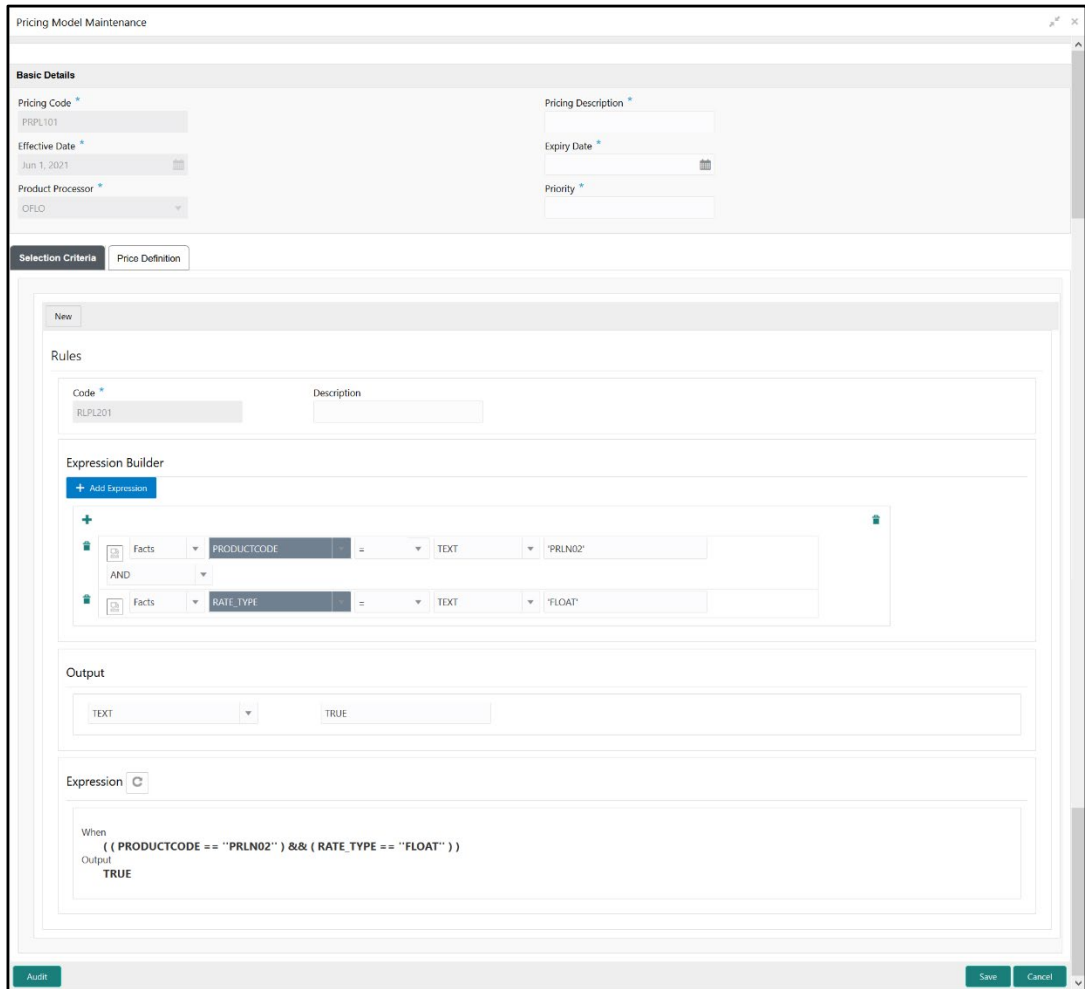 Pricing Model Maintenance
Basic Details
Pricing Code *
Pricing Description *
PRPL101
Effective Date *
Expiry Date *
Jun 1, 2021
Product Processor *
Priority *
OFLO
Selection Criteria Price Definition
New
Rules
Code *
Description
RLPL201
Expression Builder
+ Add Expression
Facts PRODUCTCODE = TEXT 'PRLN02'
AND
Facts RATE_TYPE = TEXT 'FLOAT'
Output
TEXT TRUE
Expression
When
( ( PRODUCTCODE == ''PRLN02'' ) && ( RATE_TYPE == ''FLOAT'' ) )
Output
TRUE
Audit Save Cancel